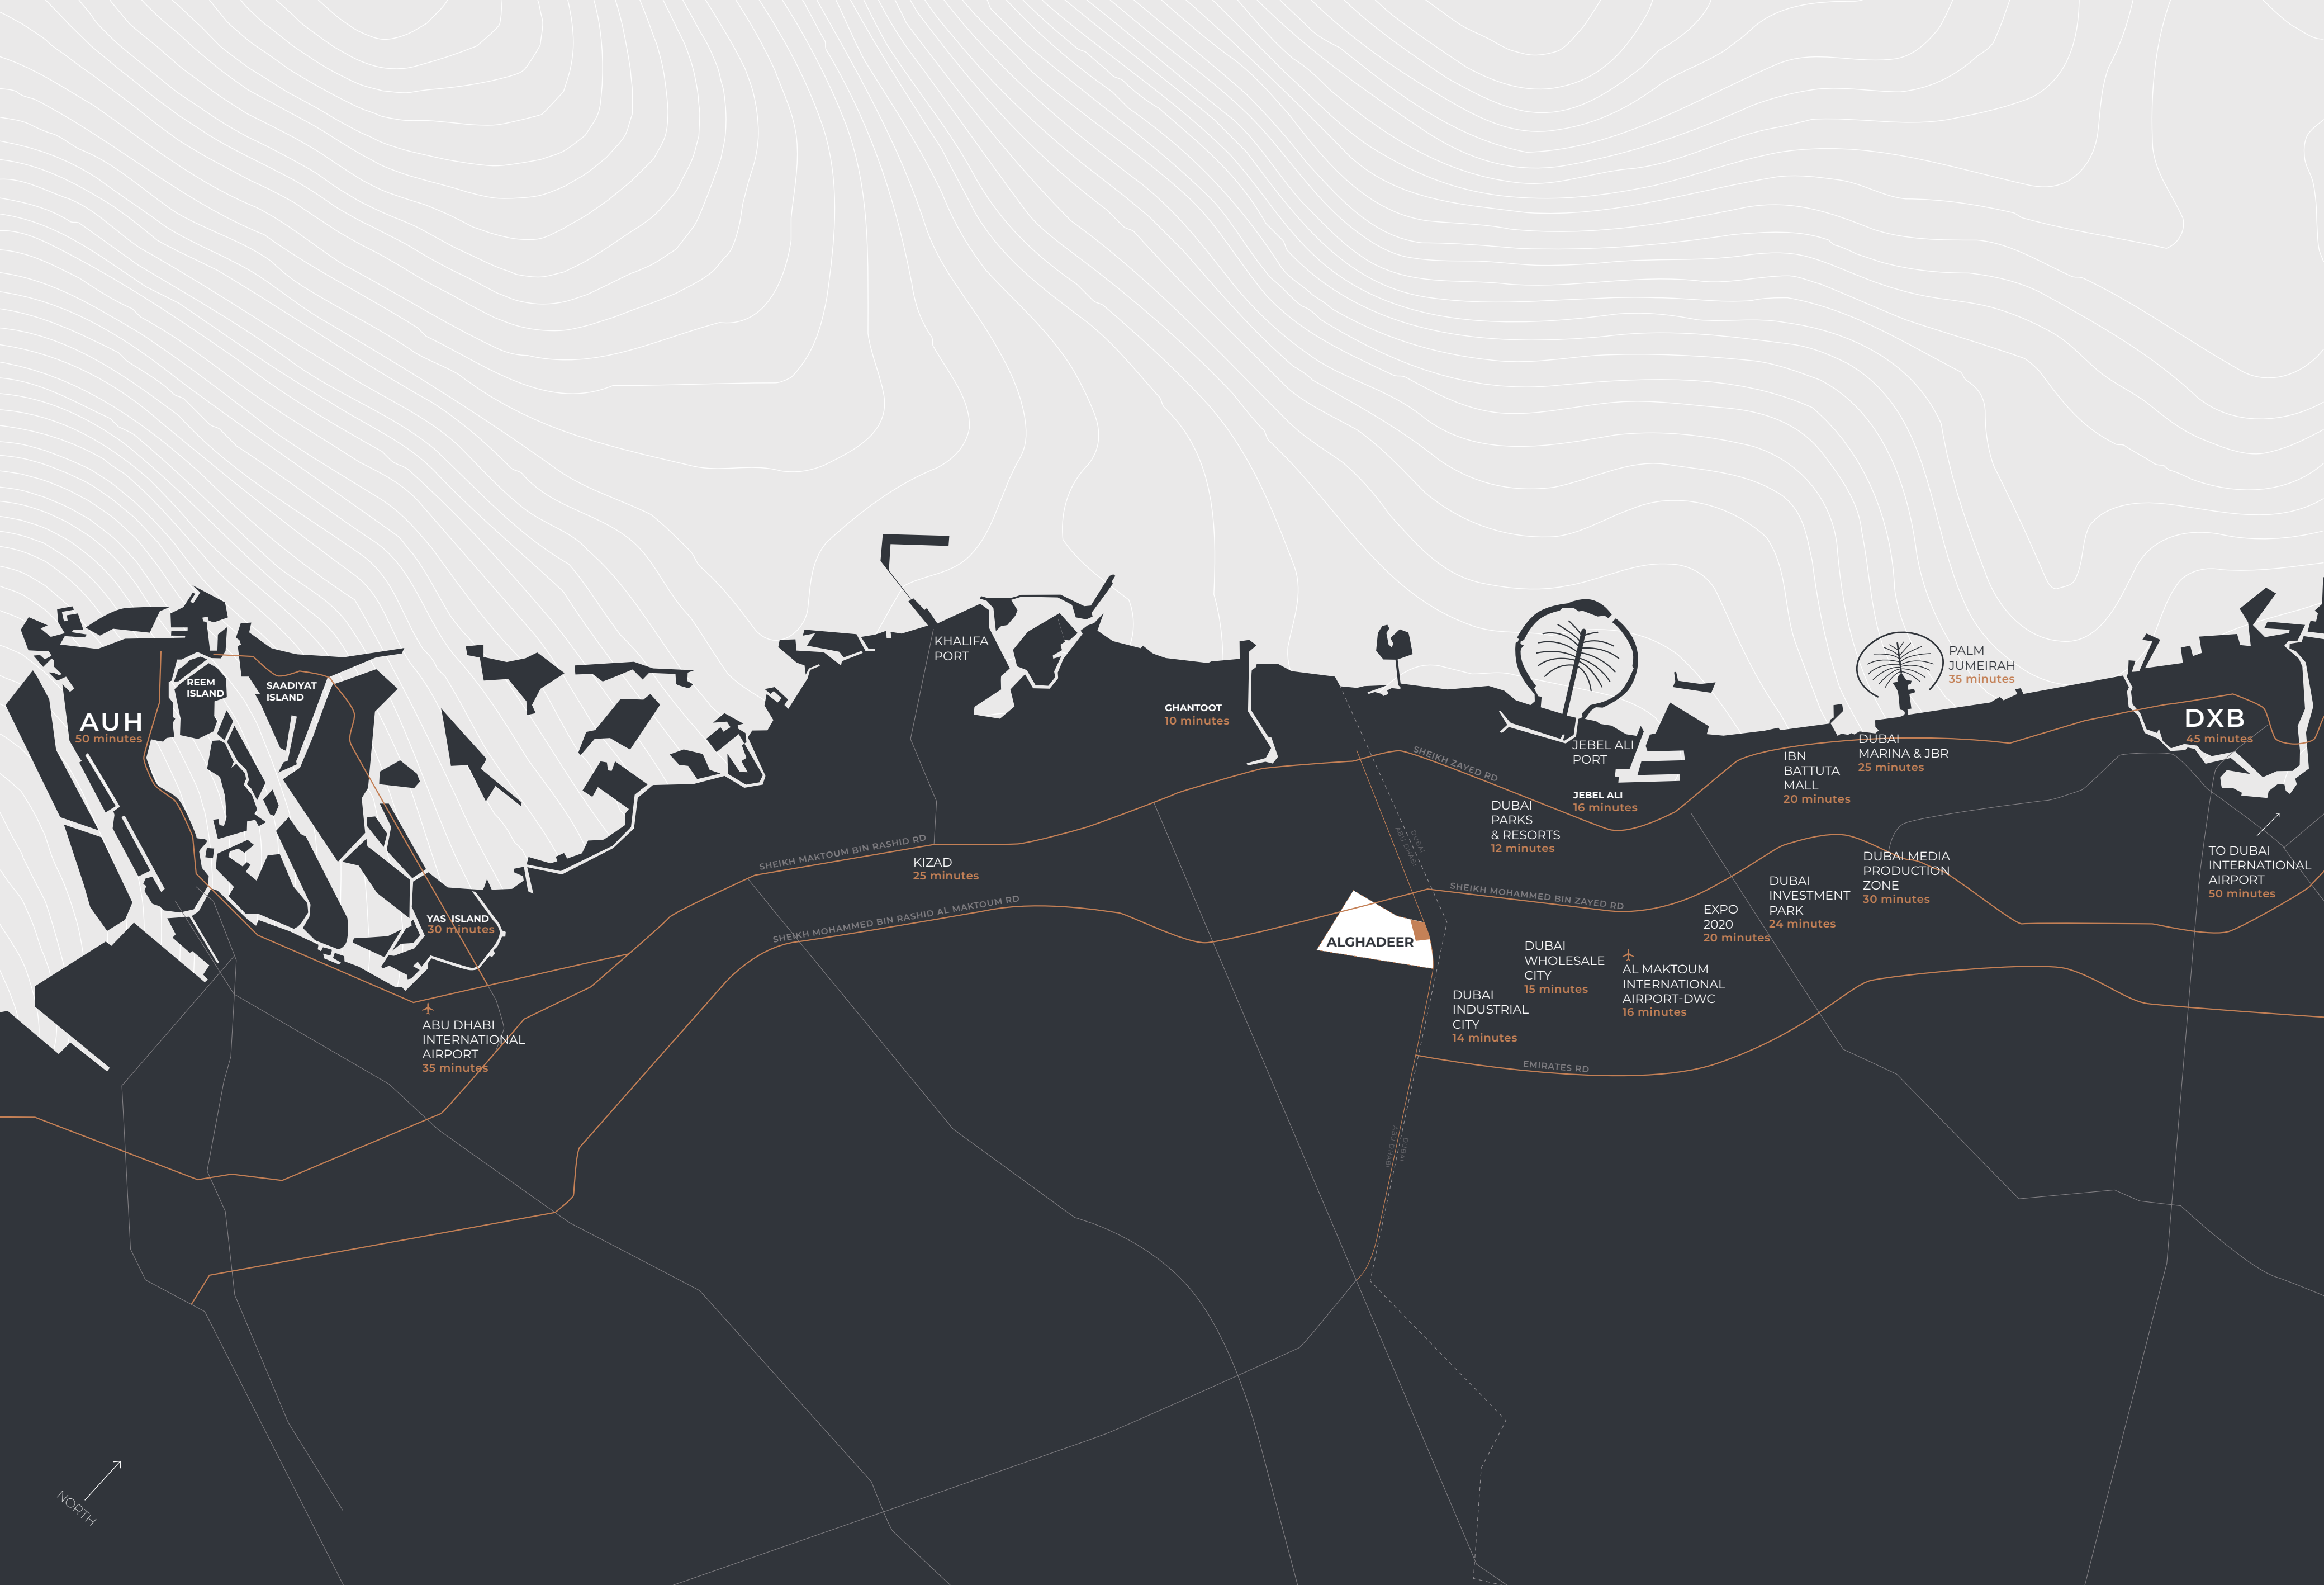 KHALIFA
PORT
REEM
ISLAND
SAADIYAT
ISLAND
AUH
50 minutes
GHANTOOT
10 minutes
PALM
JUMEIRAH
35 minutes
DXB
45 minutes
JEBEL ALI
PORT
JEBEL ALI
16 minutes
IBN
BATTUTA
MALL
20 minutes
DUBAI
MARINA & JBR
25 minutes
SHEIKH ZAYED RD
DUBAI
PARKS
& RESORTS
12 minutes
DUBAI
ABU DHABI
SHEIKH MAKTOUM BIN RASHID RD
KIZAD
25 minutes
SHEIKH MOHAMMED BIN RASHID AL MAKTOUM RD
SHEIKH MOHAMMED BIN ZAYED RD
TO DUBAI
INTERNATIONAL
AIRPORT
50 minutes
DUBAI MEDIA
PRODUCTION
ZONE
30 minutes
DUBAI
INVESTMENT
PARK
24 minutes
EXPO
2020
20 minutes
YAS ISLAND
30 minutes
ALGHADEER
DUBAI
WHOLESALE
CITY
15 minutes
AL MAKTOUM
INTERNATIONAL
AIRPORT-DWC
16 minutes
DUBAI
INDUSTRIAL
CITY
14 minutes
ABU DHABI
INTERNATIONAL
AIRPORT
35 minutes
EMIRATES RD
ABU DHABI
DUBAI
NORTH